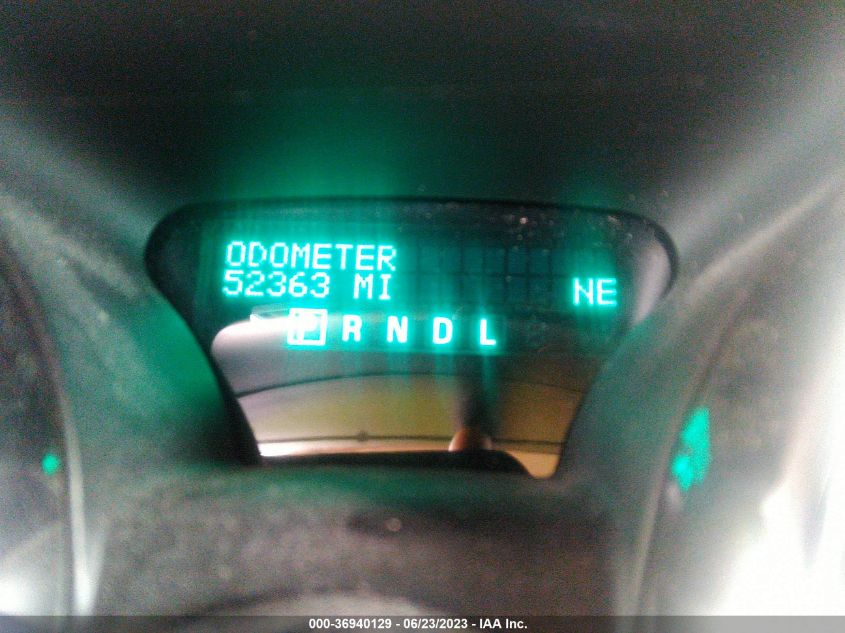 ODOMETER
52363 MI NE
P R N D L
000-36940129 - 06/23/2023 - IAA Inc.